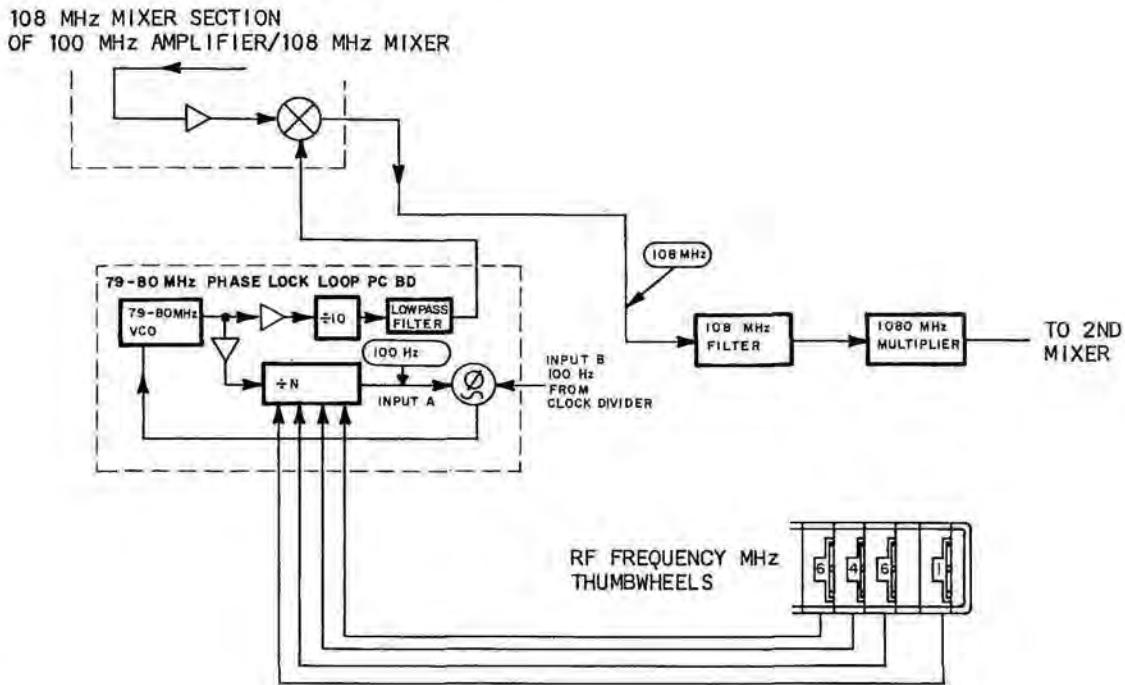 108 MHz MIXER SECTION
OF 100 MHz AMPLIFIER/108 MHz MIXER
108 MHz
79-80 MHz PHASE LOCK LOOP PC BD
79-80MHz
VCO
÷10
LOWPASS
FILTER
108 MHz
FILTER
1080 MHz
MULTIPLIER
TO 2ND
MIXER
100 Hz
÷N
INPUT A
INPUT B
100 Hz
FROM
CLOCK DIVIDER
RF FREQUENCY MHz
THUMBWHEELS
6 4 6 1